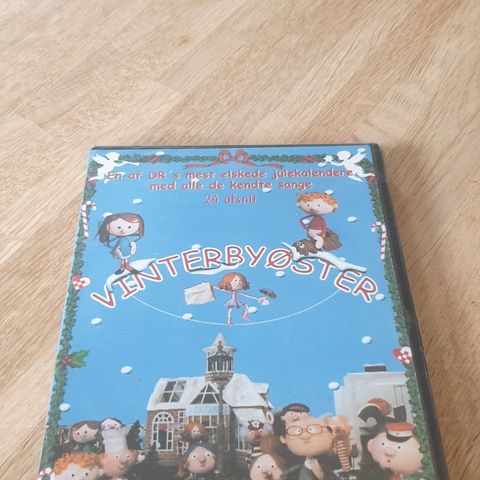 En af DR's mest elskede julekalendere
med alle de kendte sange
24 afsnit
VINTERBYØSTER